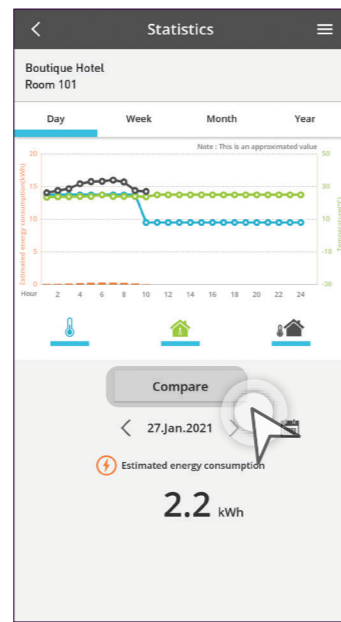 Statistics
Boutique Hotel
Room 101
Day Week Month Year
Note : This is an approximated value
Estimated energy consumption(kWh)
20
15
10
5
0
50
30
10
-10
-30
Temperature(°C)
Hour 2 4 6 8 10 12 14 16 18 20 22 24
Compare
27.Jan.2021
Estimated energy consumption
2.2 kWh